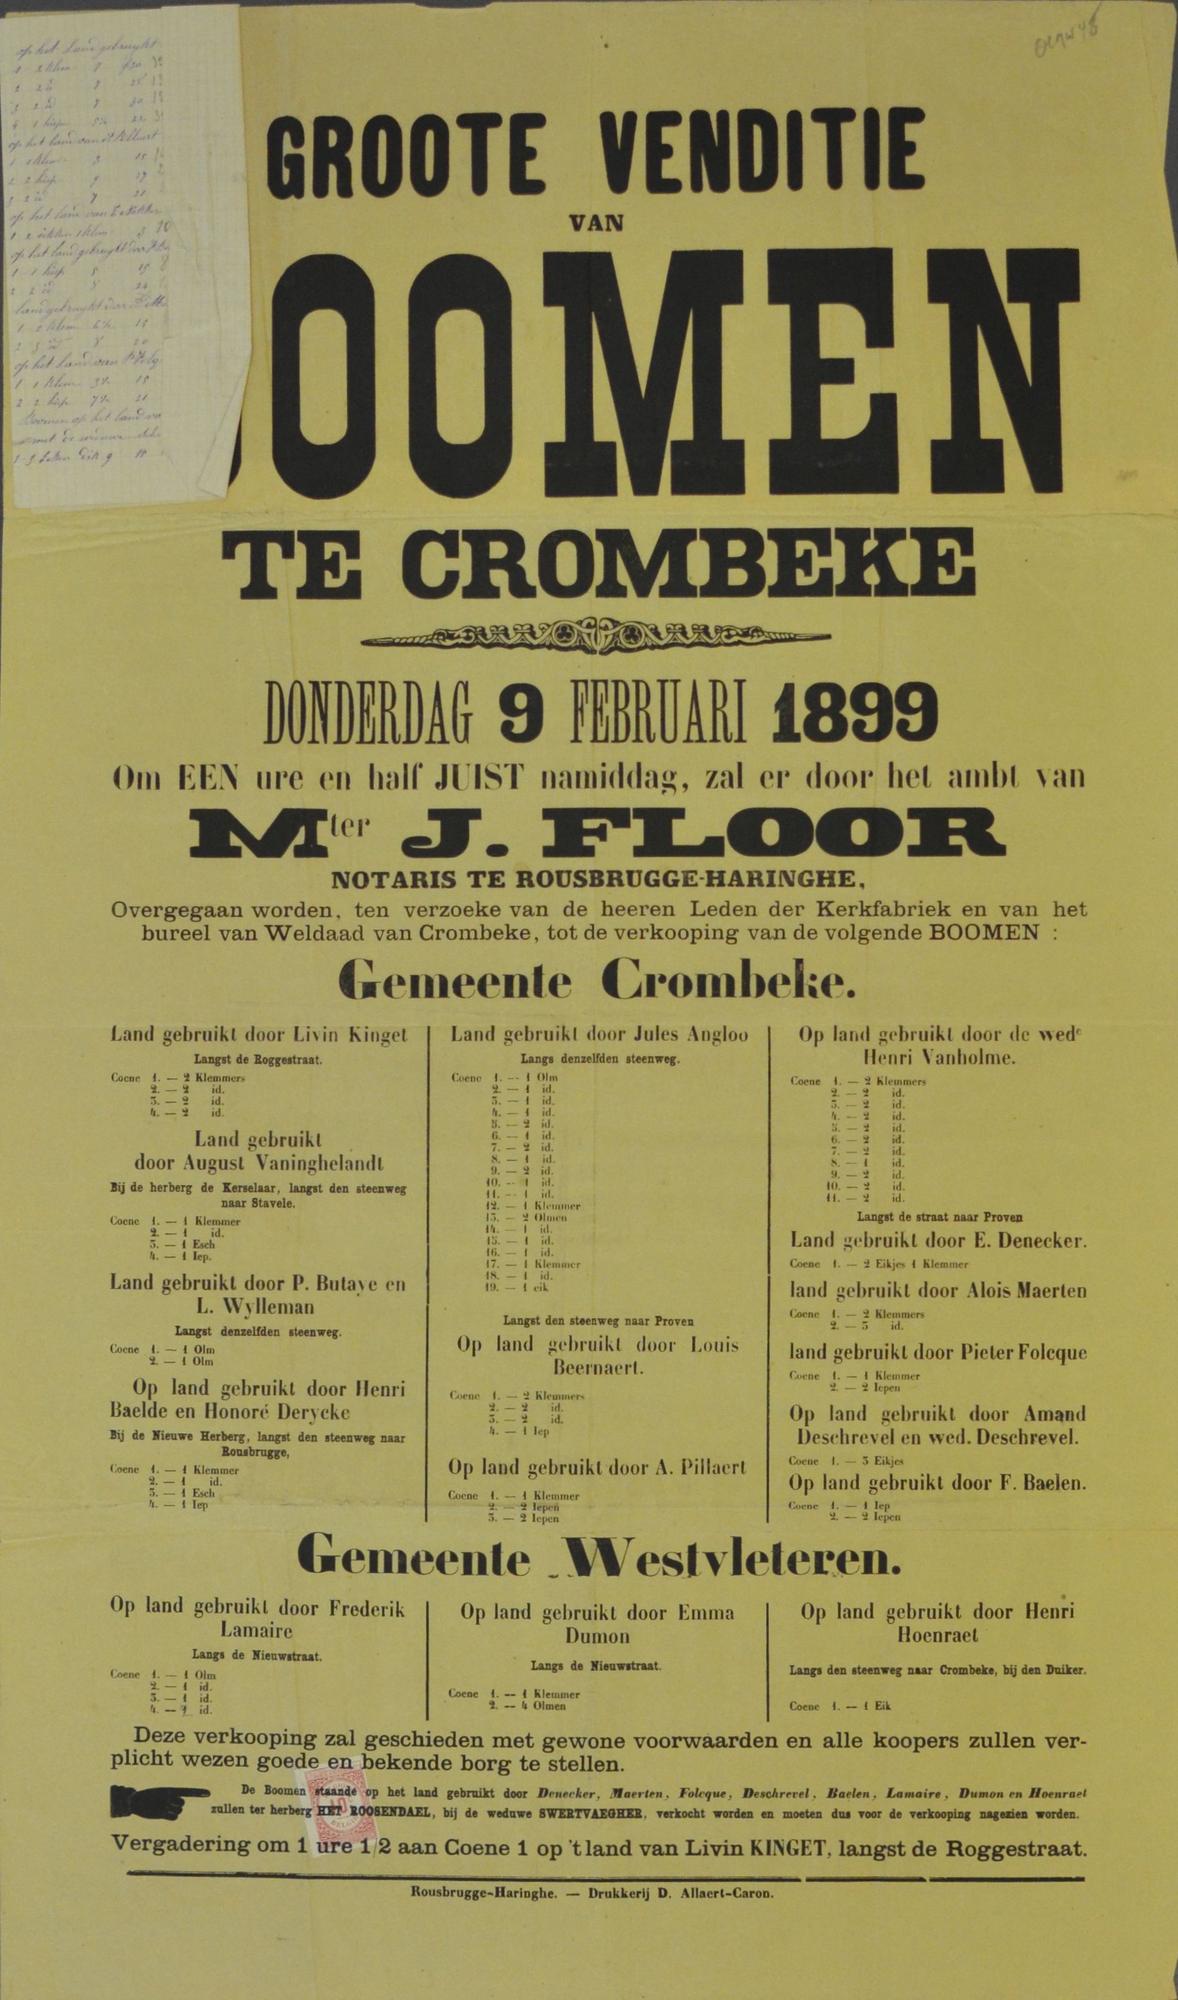 GROOTE VENDITIE
VAN
OOMEN
TE CROMBEKE
DONDERDAG 9 FEBRUARI 1899
Om EEN ure en half JUIST namiddag, zal er door het ambt van
Mter J. FLOOR
NOTARIS TE ROUSBRUGGE-HARINGHE,
Overgegaan worden, ten verzoeke van de heeren Leden der Kerkfabriek en van het
bureel van Weldaad van Crombeke, tot de verkooping van de volgende BOOMEN :
Gemeente Crombeke.
Land gebruikt door Livin Kinget
Langst de Roggestraat.
Coene 1. — 2 Klemmers
2. — 2 id.
3. — 2 id.
4. — 2 id.
Land gebruikt
door August Vaninghelandt
Bij de herberg de Kerselaar, langst den steenweg
naar Stavele.
Coene 1. — 1 Klemmer
2. — 1 id.
3. — 1 Esch
4. — 1 Iep.
Land gebruikt door P. Butaye en
L. Wylleman
Langst denzelfden steenweg.
Coene 1. — 1 Olm
2. — 1 Olm
Op land gebruikt door Henri
Baelde en Honoré Derycke
Bij de Nieuwe Herberg, langst den steenweg naar
Rousbrugge,
Coene 1. — 1 Klemmer
2. — 1 id.
3. — 1 Esch
4. — 1 Iep
Land gebruikt door Jules Angloo
Langs denzelfden steenweg.
Coene 1. — 1 Olm
2. — 1 id.
3. — 1 id.
4. — 1 id.
5. — 2 id.
6. — 1 id.
7. — 2 id.
8. — 1 id.
9. — 2 id.
10. — 1 id.
11. — 1 id.
12. — 1 Klemmer
13. — 2 Olmen
14. — 1 id.
15. — 1 id.
16. — 1 id.
17. — 1 Klemmer
18. — 1 id.
19. — 1 eik
Langst den steenweg naar Proven
Op land gebruikt door Louis
Beernaert.
Coene 1. — 2 Klemmers
2. — 2 id.
3. — 2 id.
4. — 1 Iep
Op land gebruikt door A. Pillaert
Coene 1. — 1 Klemmer
2. — 2 Iepen
3. — 2 Iepen
Op land gebruikt door de wede
Henri Vanholme.
Coene 1. — 2 Klemmers
2. — 2 id.
3. — 2 id.
4. — 2 id.
5. — 2 id.
6. — 2 id.
7. — 2 id.
8. — 1 id.
9. — 2 id.
10. — 2 id.
11. — 2 id.
Langst de straat naar Proven
Land gebruikt door E. Denecker.
Coene 1. — 2 Eikjes 1 Klemmer
land gebruikt door Alois Maerten
Coene 1. — 2 Klemmers
2. — 3 id.
land gebruikt door Pieter Folcque
Coene 1. — 1 Klemmer
2. — 2 Iepen
Op land gebruikt door Amand
Deschrevel en wed. Deschrevel.
Coene 1. — 3 Eikjes
Op land gebruikt door F. Baelen.
Coene 1. — 1 Iep
2. — 2 Iepen
Gemeente Westvleteren.
Op land gebruikt door Frederik
Lamaire
Langs de Nieuwstraat.
Coene 1. — 1 Olm
2. — 1 id.
3. — 1 id.
4. — id.
Op land gebruikt door Emma
Dumon
Langs de Nieuwstraat.
Coene 1. — 1 Klemmer
2. — 4 Olmen
Op land gebruikt door Henri
Hoenraet
Langs den steenweg naar Crombeke, bij den Duiker.
Coene 1. — 1 Eik
Deze verkooping zal geschieden met gewone voorwaarden en alle koopers zullen ver-
plicht wezen goede en bekende borg te stellen.
De Boomen staande op het land gebruikt door Denecker, Maerten, Folcque, Deschrevel, Baelen, Lamaire, Dumon en Hoenraet
zullen ter herberg HET ROOSENDAEL, bij de weduwe SWERTVAEGHER, verkocht worden en moeten dus voor de verkooping nagezien worden.
Vergadering om 1 ure 1/2 aan Coene 1 op 't land van Livin KINGET, langst de Roggestraat.
Rousbrugge-Haringhe. — Drukkerij D. Allaert-Caron.